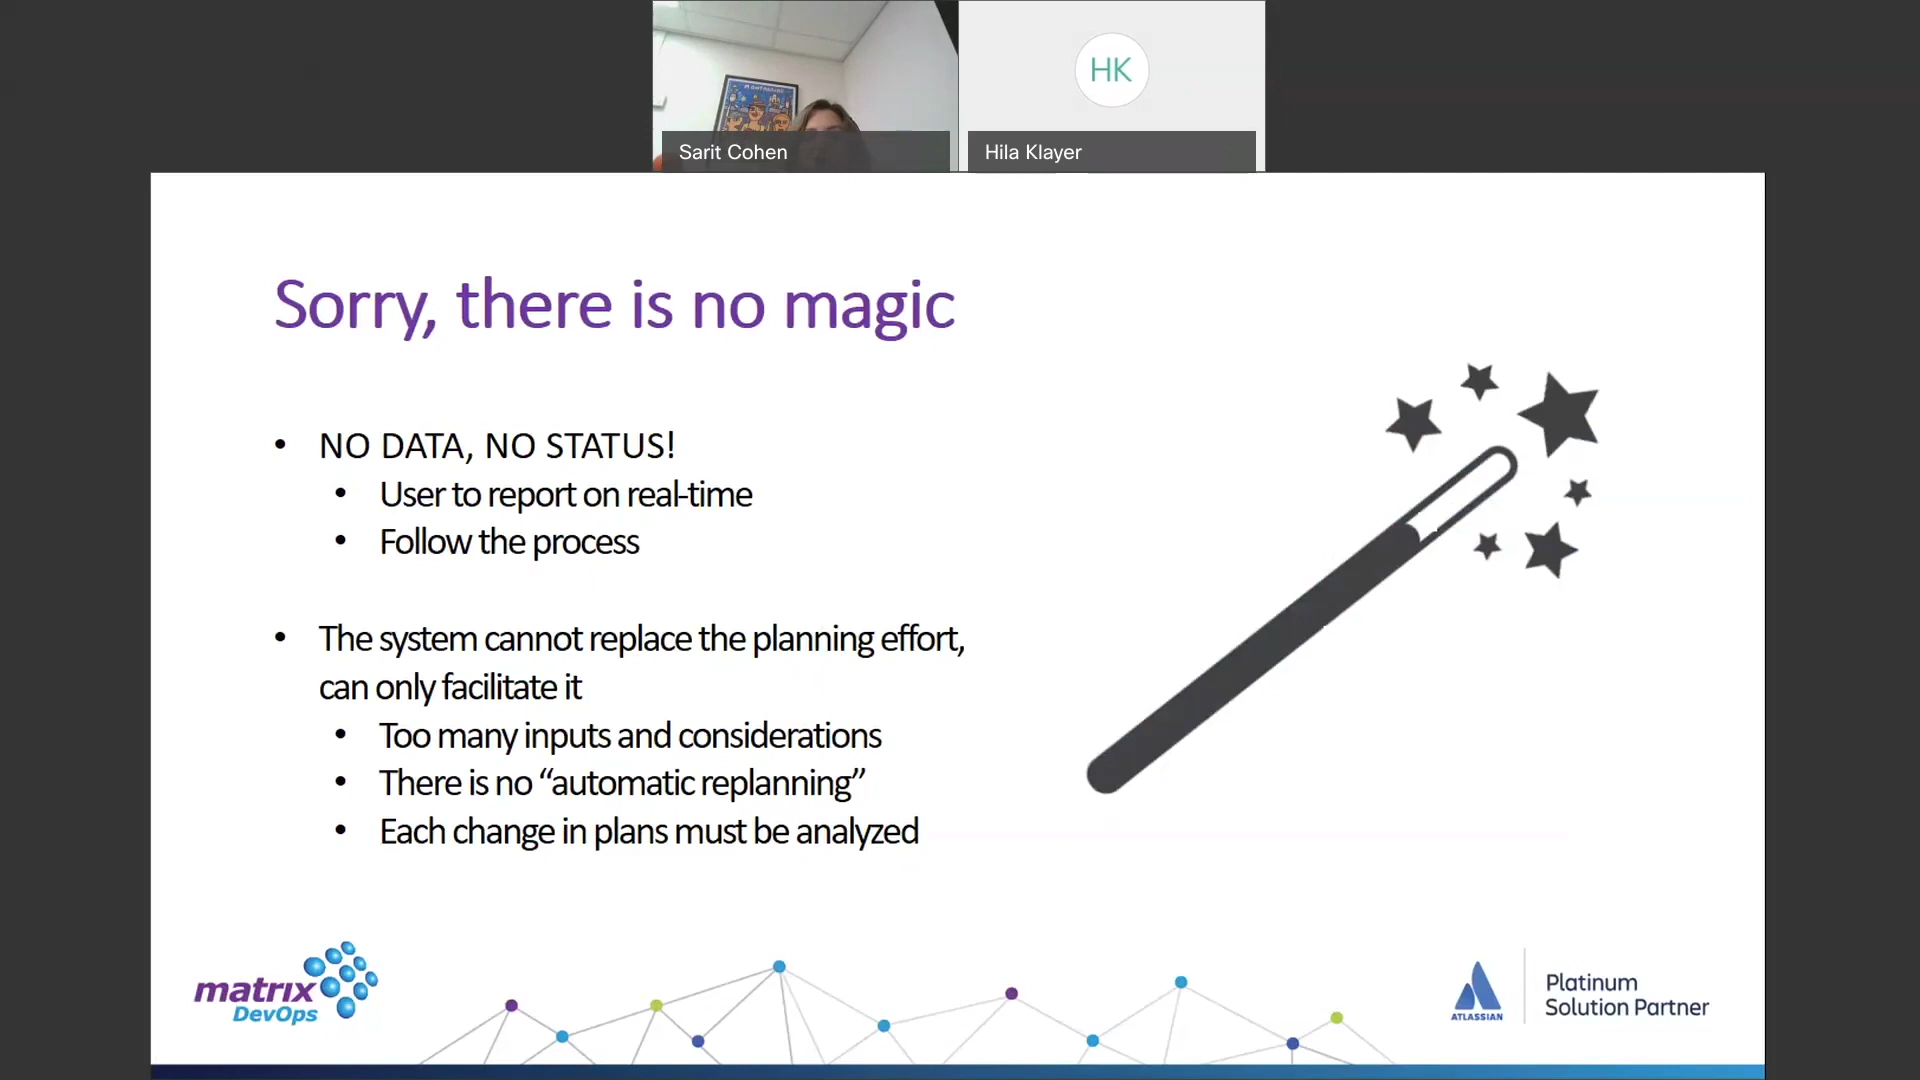 Sarit Cohen
HK
Hila Klayer
Sorry, there is no magic
• NO DATA, NO STATUS!
• User to report on real-time
• Follow the process
• The system cannot replace the planning effort,
can only facilitate it
• Too many inputs and considerations
• There is no “automatic replanning”
• Each change in plans must be analyzed
matrix
DevOps
ATLASSIAN
Platinum
Solution Partner